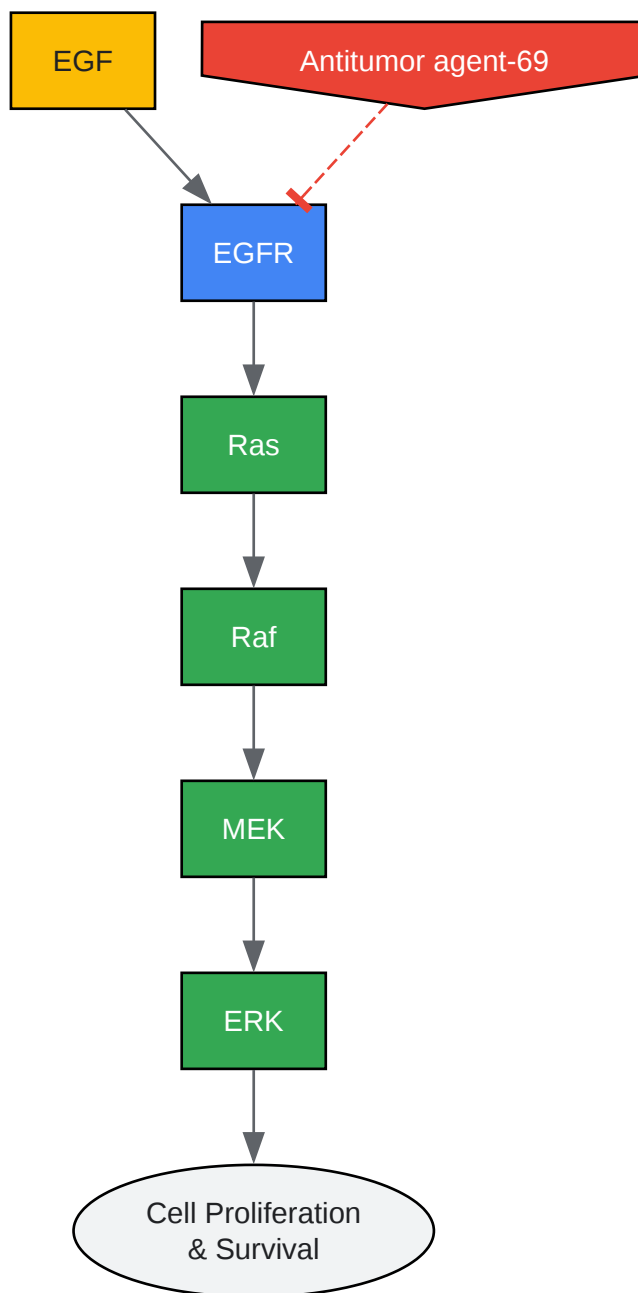 EGF
Antitumor agent-69
EGFR
Ras
Raf
MEK
ERK
Cell Proliferation
& Survival